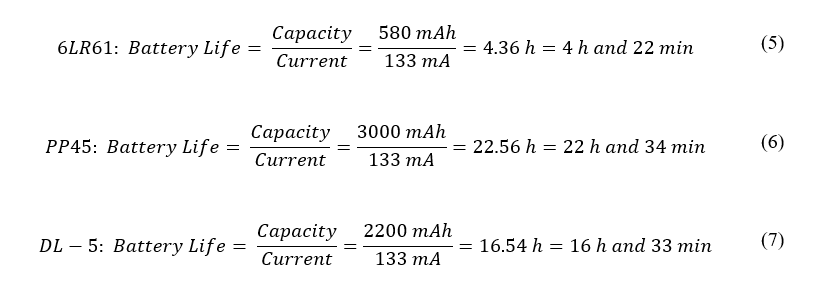 6LR61: Battery Life = Capacity/Current = 580 mAh/133 mA = 4.36 h = 4 h and 22 min (5)
PP45: Battery Life = Capacity/Current = 3000 mAh/133 mA = 22.56 h = 22 h and 34 min (6)
DL − 5: Battery Life = Capacity/Current = 2200 mAh/133 mA = 16.54 h = 16 h and 33 min (7)